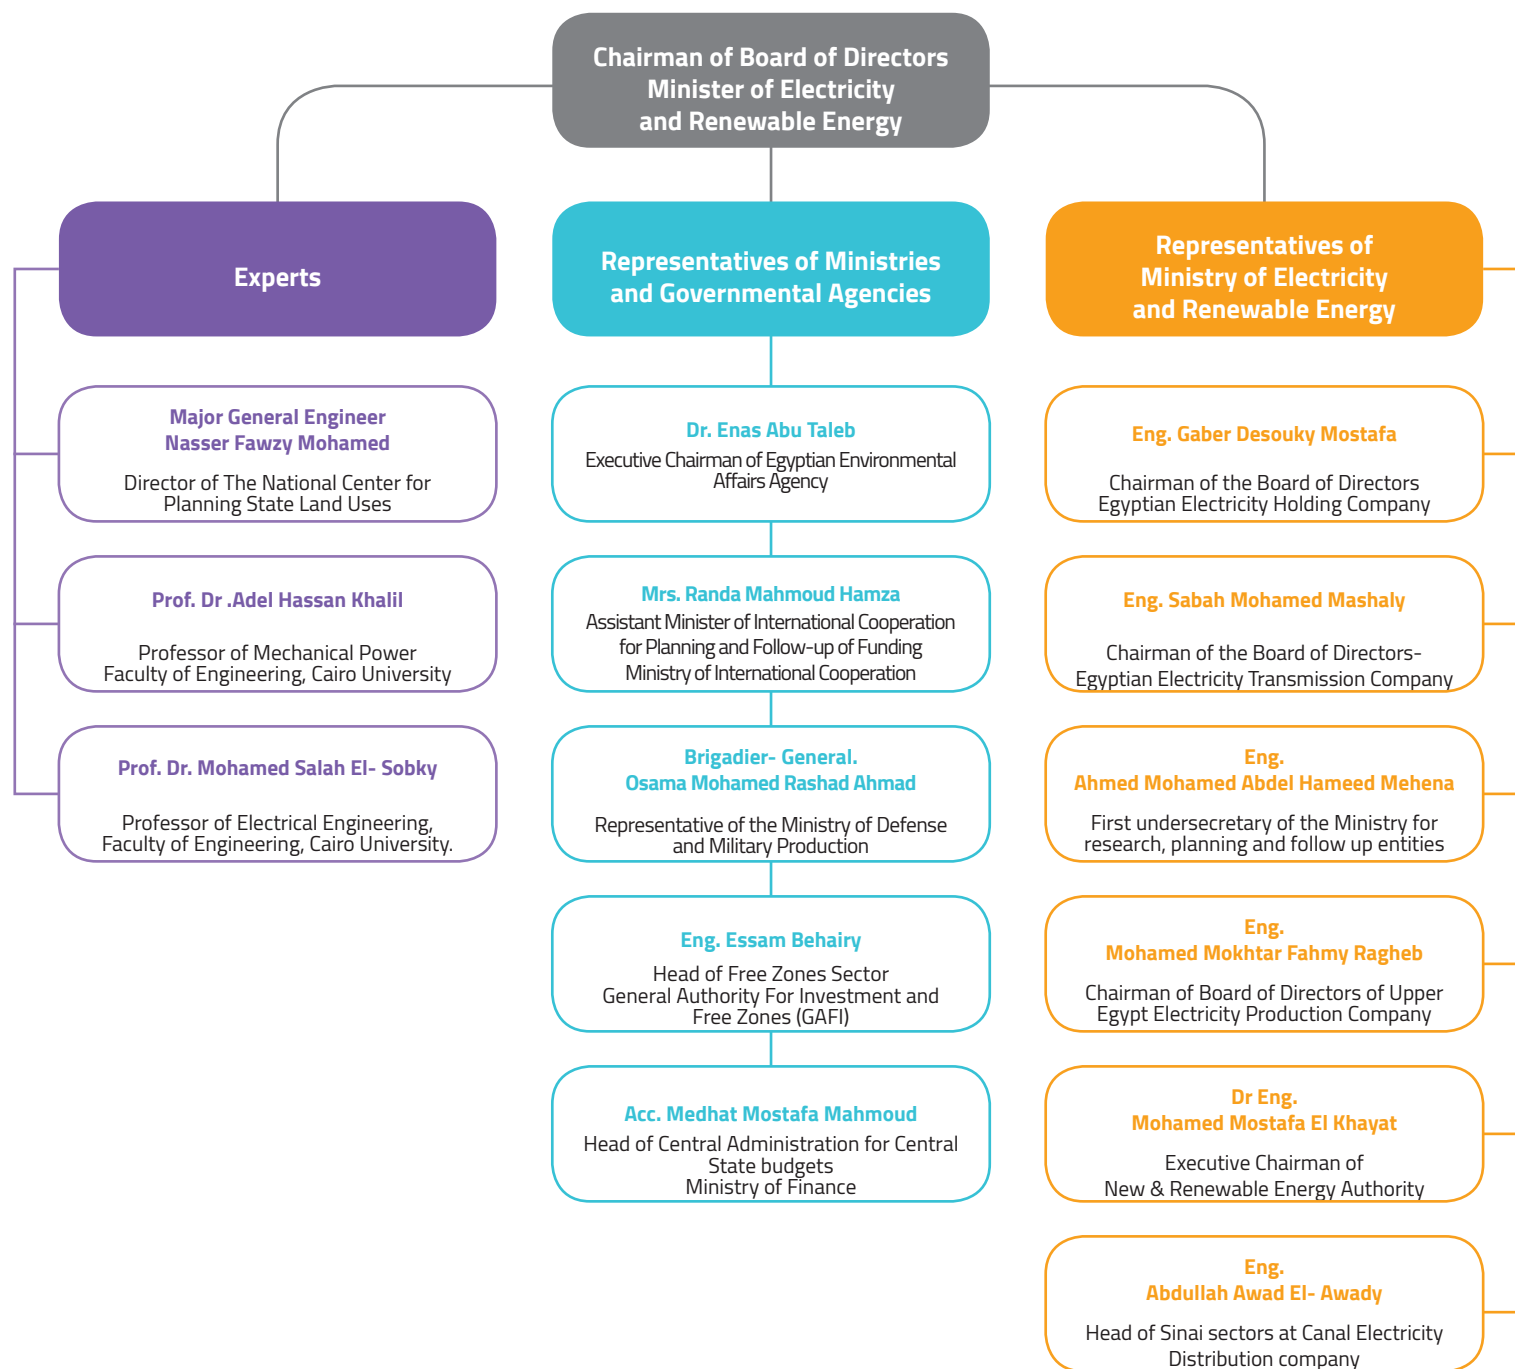 Chairman of Board of Directors
Minister of Electricity
and Renewable Energy
Experts
Major General Engineer
Nasser Fawzy Mohamed
Director of The National Center for
Planning State Land Uses
Prof. Dr .Adel Hassan Khalil
Professor of Mechanical Power
Faculty of Engineering, Cairo University
Prof. Dr. Mohamed Salah El- Sobky
Professor of Electrical Engineering,
Faculty of Engineering, Cairo University.
Representatives of Ministries
and Governmental Agencies
Dr. Enas Abu Taleb
Executive Chairman of Egyptian Environmental
Affairs Agency
Mrs. Randa Mahmoud Hamza
Assistant Minister of International Cooperation
for Planning and Follow-up of Funding
Ministry of International Cooperation
Brigadier- General.
Osama Mohamed Rashad Ahmad
Representative of the Ministry of Defense
and Military Production
Eng. Essam Behairy
Head of Free Zones Sector
General Authority For Investment and
Free Zones (GAFI)
Acc. Medhat Mostafa Mahmoud
Head of Central Administration for Central
State budgets
Ministry of Finance
Representatives of
Ministry of Electricity
and Renewable Energy
Eng. Gaber Desouky Mostafa
Chairman of the Board of Directors
Egyptian Electricity Holding Company
Eng. Sabah Mohamed Mashaly
Chairman of the Board of Directors-
Egyptian Electricity Transmission Company
Eng.
Ahmed Mohamed Abdel Hameed Mehena
First undersecretary of the Ministry for
research, planning and follow up entities
Eng.
Mohamed Mokhtar Fahmy Ragheb
Chairman of Board of Directors of Upper
Egypt Electricity Production Company
Dr Eng.
Mohamed Mostafa El Khayat
Executive Chairman of
New & Renewable Energy Authority
Eng.
Abdullah Awad El- Awady
Head of Sinai sectors at Canal Electricity
Distribution company